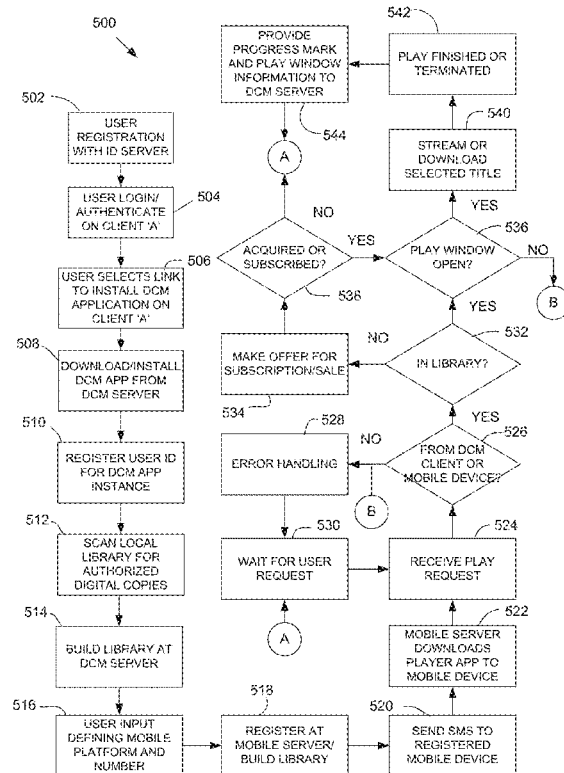 500
502
USER
REGISTRATION
WITH ID SERVER
USER LOGIN/
AUTHENTICATE
ON CLIENT 'A'
504
USER SELECTS LINK
TO INSTALL DCM
APPLICATION ON
CLIENT 'A'
506
508
DOWNLOAD/INSTALL
DCM APP FROM
DCM SERVER
510
REGISTER USER ID
FOR DCM APP
INSTANCE
512
SCAN LOCAL
LIBRARY FOR
AUTHORIZED
DIGITAL COPIES
514
BUILD LIBRARY AT
DCM SERVER
516
USER INPUT
DEFINING MOBILE
PLATFORM AND
NUMBER
518
REGISTER AT
MOBILE SERVER/
BUILD LIBRARY
520
SEND SMS TO
REGISTERED
MOBILE DEVICE
522
MOBILE SERVER
DOWNLOADS
PLAYER APP TO
MOBILE DEVICE
524
RECEIVE PLAY
REQUEST
526
FROM DCM
CLIENT OR
MOBILE DEVICE?
NO
YES
B
528
ERROR HANDLING
530
WAIT FOR USER
REQUEST
A
532
IN LIBRARY?
NO
YES
MAKE OFFER FOR
SUBSCRIPTION/SALE
534
ACQUIRED OR
SUBSCRIBED?
538
NO
YES
536
PLAY WINDOW
OPEN?
NO
YES
B
540
STREAM OR
DOWNLOAD
SELECTED TITLE
542
PLAY FINISHED OR
TERMINATED
PROVIDE
PROGRESS MARK
AND PLAY WINDOW
INFORMATION TO
DCM SERVER
544
A